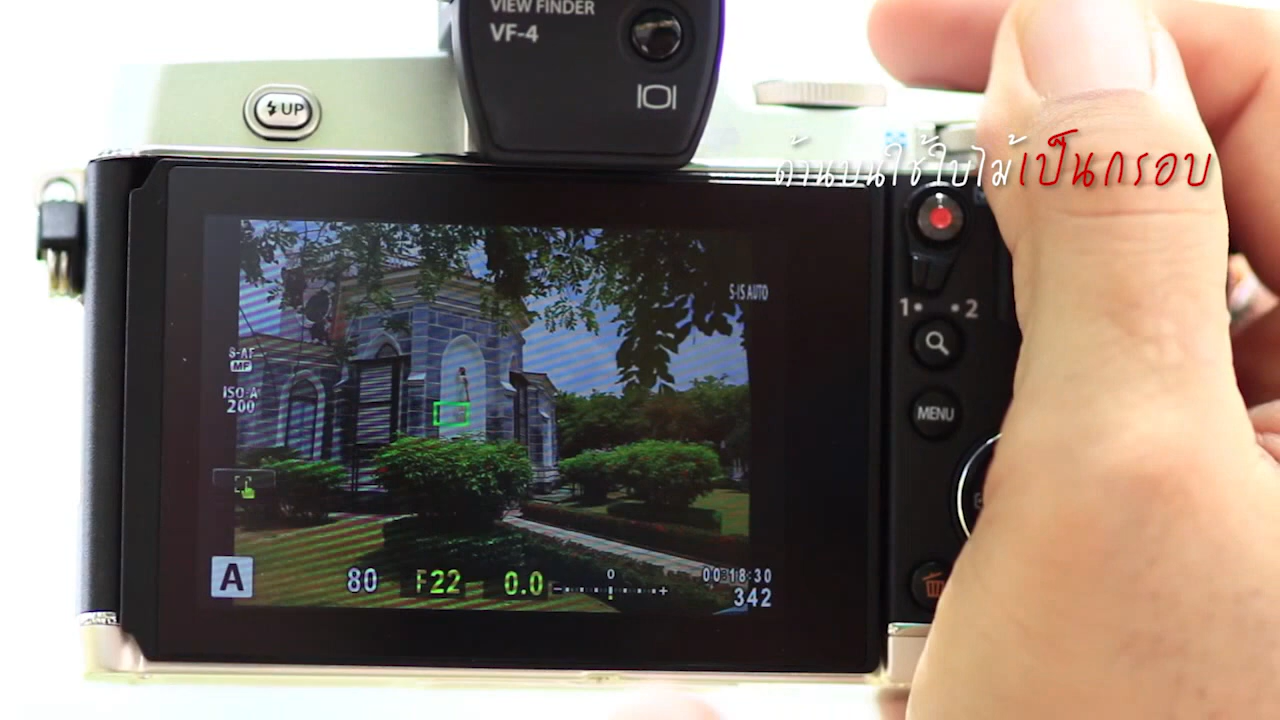 VIEW FINDER
VF-4
UP
ด้านบนใช้ใบไม้เป็นกรอบ
S-IS AUTO
1 2
S-AF
MF
ISO-A
200
MENU
A 80 F22 0.0 - 0 +
00:18:30
342